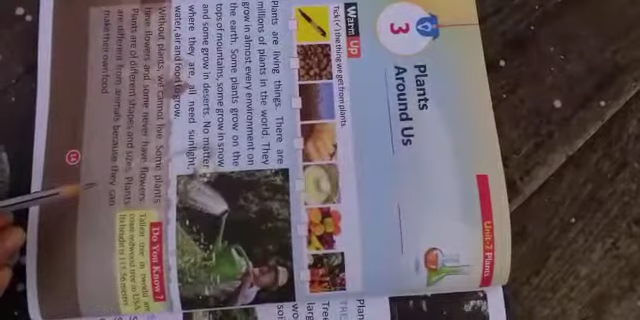 Unit-2 Plants
3
Plants
Around Us
Warm Up
Tick (✓) the thing we get from plants
Plants are living things. There are
millions of plants in the world. They
grow in almost every environment on
the earth. Some plants grow on the
tops of mountains, some grow in snow
and some grow in deserts. No matter
where they are, all need sunlight,
water, air and food to grow.
Without plants we cannot live. Some plants
have flowers and some never have flowers.
Plants are of different shapes and sizes. Plants
are different from animals because they can
make their own food.
Do You Know?
Tallest tree in world
redwood tree in USA
Its height is 115.56 metres
14
Plan
Tree
larg
wo
soi